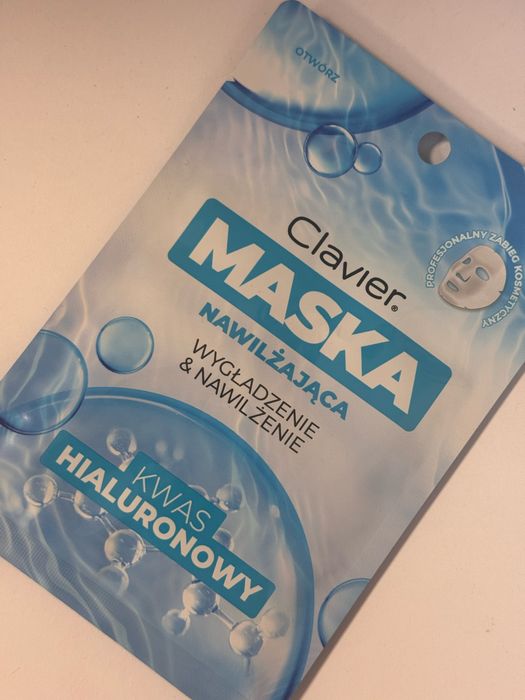 OTWÓRZ
Clavier®
MASKA
NAWILŻAJĄCA
WYGŁADZENIE
& NAWILŻENIE
PROFESJONALNY ZABIEG KOSMETYCZNY
KWAS
HIALURONOWY